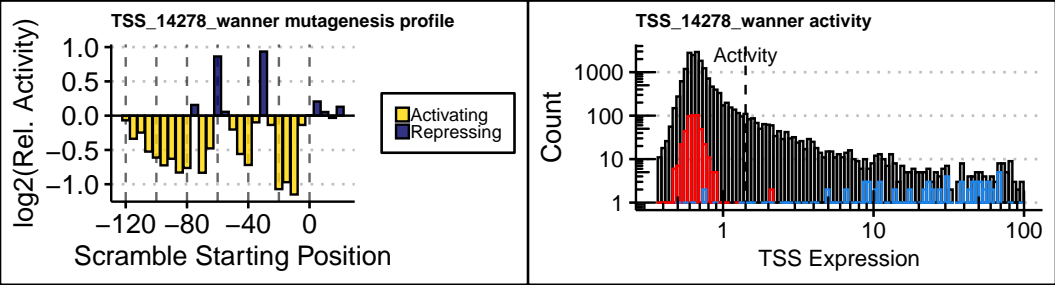 TSS_14278_wanner mutagenesis profile
log2(Rel. Activity)
1.0
0.5
0.0
−0.5
−1.0
−120 −80 −40 0
Scramble Starting Position
Activating
Repressing
TSS_14278_wanner activity
Activity
Count
1000
100
10
1
1 10 100
TSS Expression